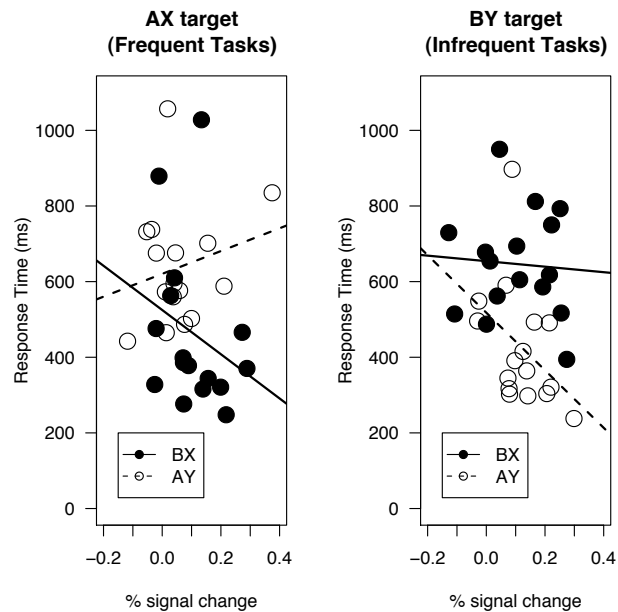 AX target
(Frequent Tasks)
Response Time (ms)
1000
800
600
400
200
0
BX
AY
−0.2
0.0
0.2
0.4
% signal change
BY target
(Infrequent Tasks)
Response Time (ms)
1000
800
600
400
200
0
BX
AY
−0.2
0.0
0.2
0.4
% signal change